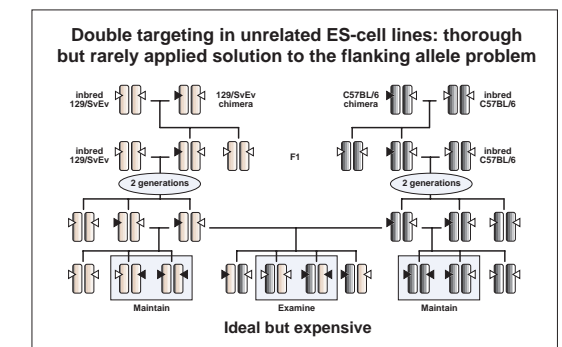 Double targeting in unrelated ES-cell lines: thorough
but rarely applied solution to the flanking allele problem
inbred
129/SvEv
129/SvEv
chimera
C57BL/6
chimera
inbred
C57BL/6
inbred
129/SvEv
F1
inbred
C57BL/6
2 generations
2 generations
Maintain
Examine
Maintain
Ideal but expensive